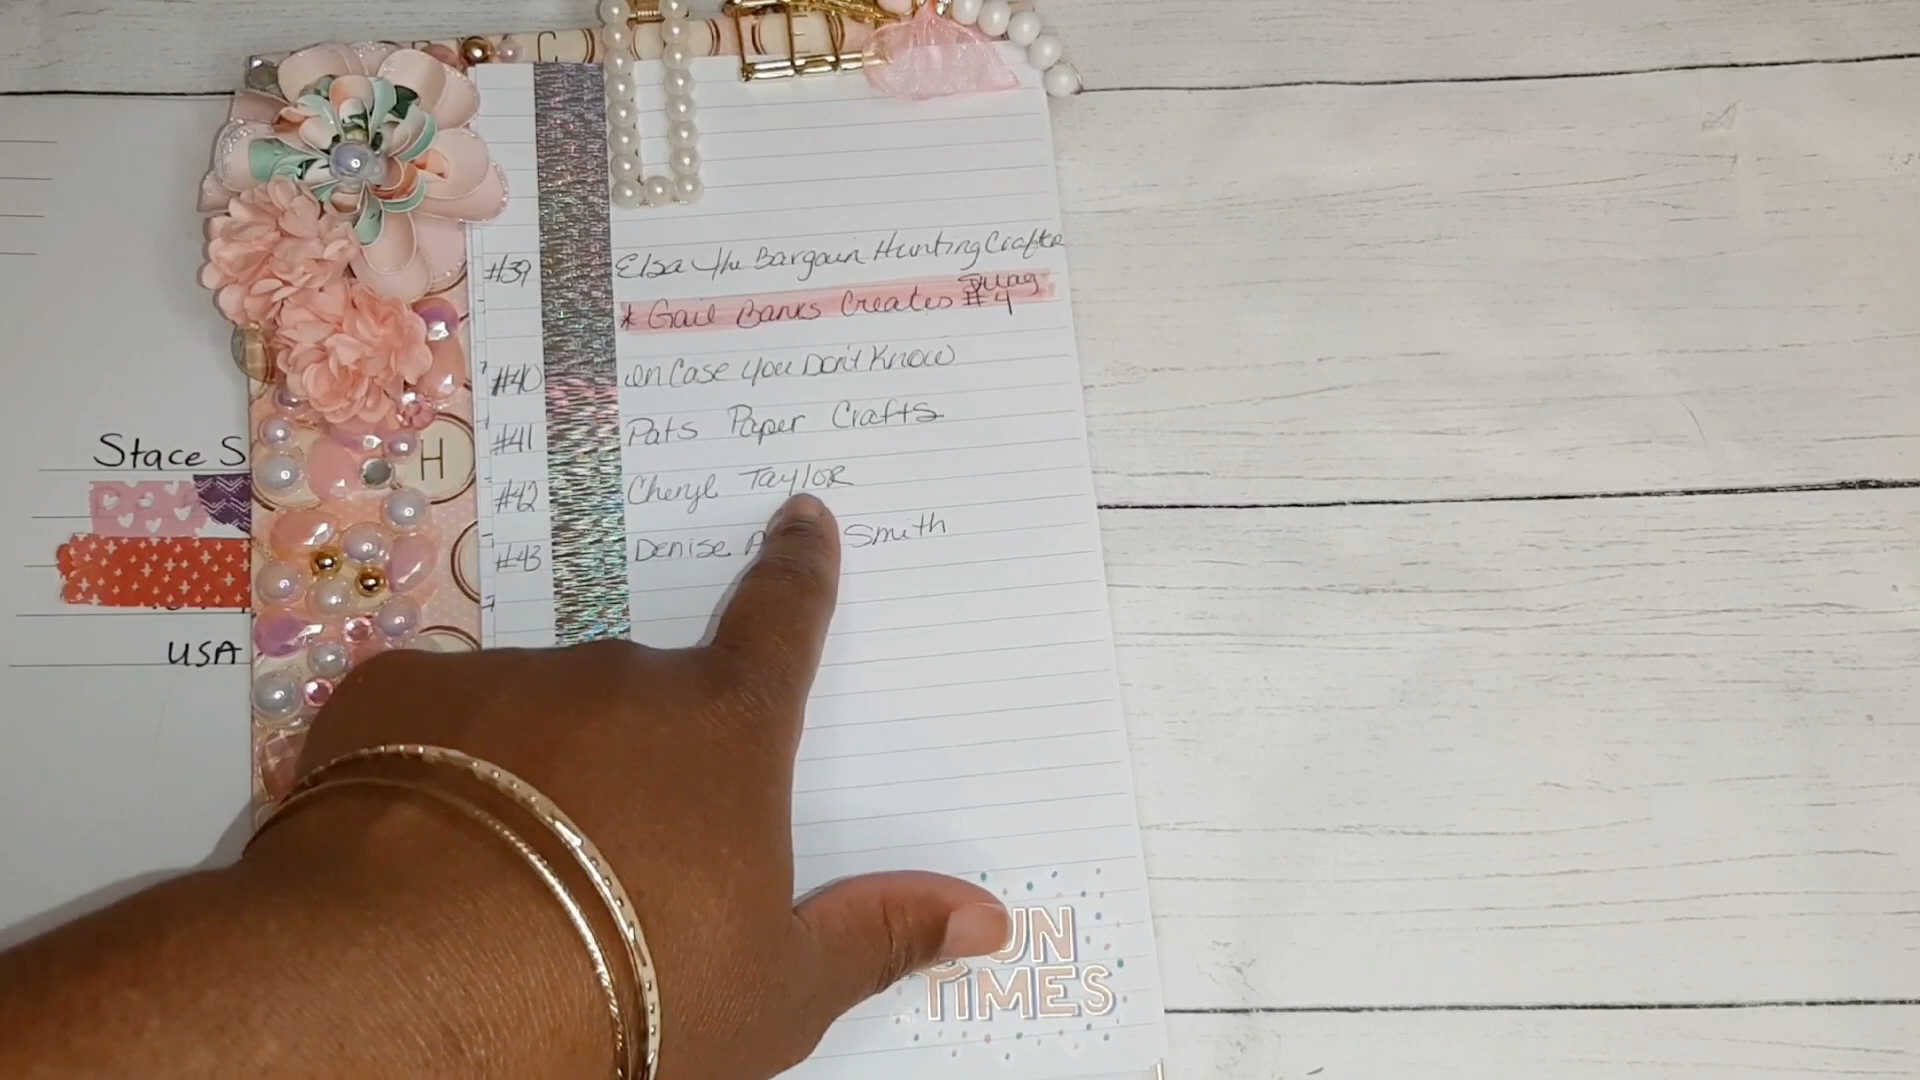 C E
#39 Elsa the Bargain Hunting Crafter
Swag
* Gail Banks Creates #4
#40 In Case You Don't Know
#41 Pats Paper Crafts
#42 Cheryl Taylor
#43 Denise Smith
H
Stace S
USA
UN
TIMES